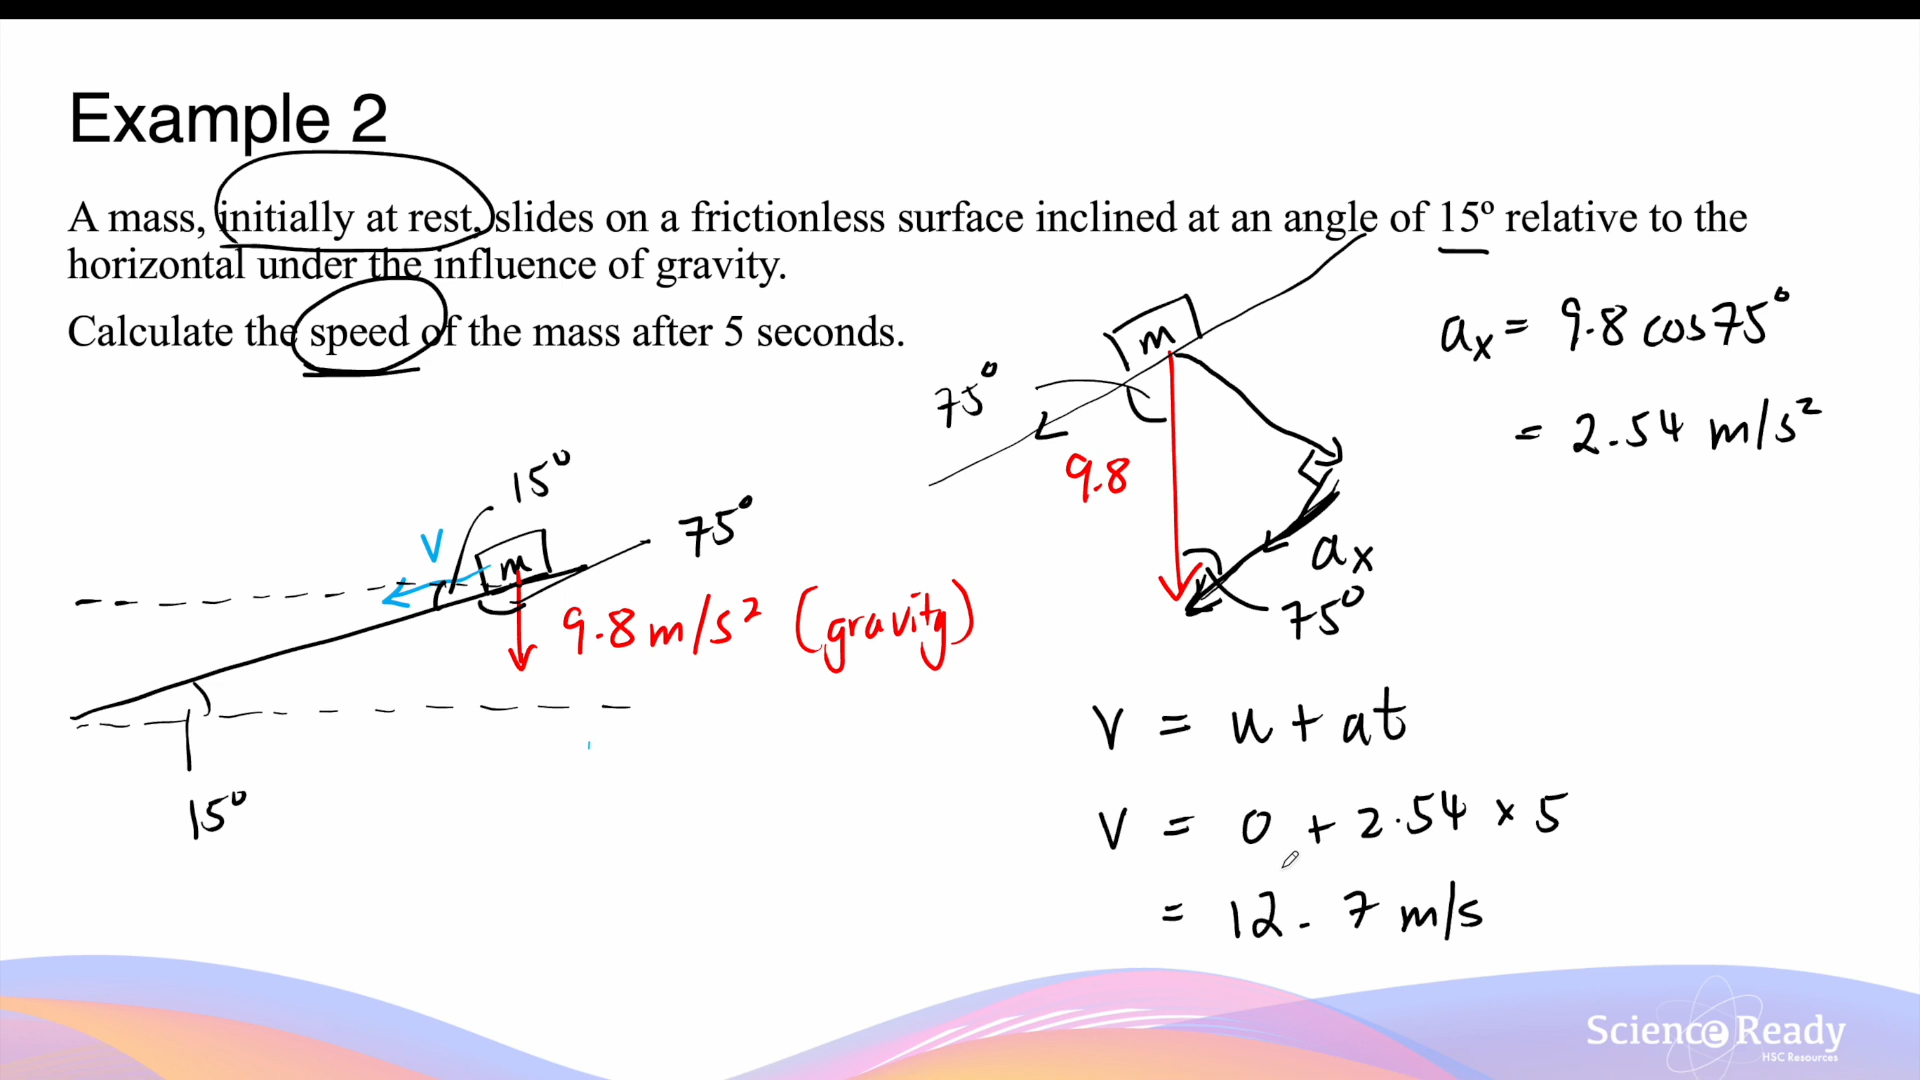 Example 2
A mass, initially at rest, slides on a frictionless surface inclined at an angle of 15º relative to the
horizontal under the influence of gravity.
Calculate the speed of the mass after 5 seconds.
15°
75°
v
m
9.8 m/s² (gravity)
15°
m
75°
9.8
aₓ
75°
aₓ = 9.8 cos75°
= 2.54 m/s²
v = u + at
v = 0 + 2.54 × 5
= 12.7 m/s
Science Ready
HSC Resources